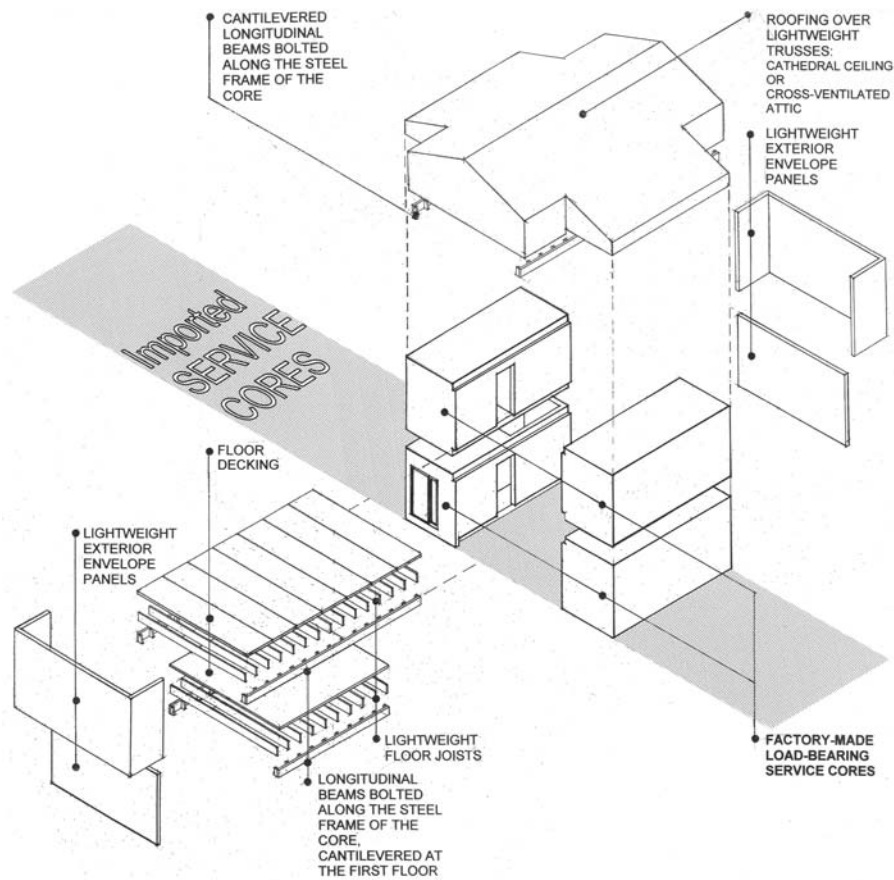 CANTILEVERED
LONGITUDINAL
BEAMS BOLTED
ALONG THE STEEL
FRAME OF THE
CORE
ROOFING OVER
LIGHTWEIGHT
TRUSSES:
CATHEDRAL CEILING
OR
CROSS-VENTILATED
ATTIC
LIGHTWEIGHT
EXTERIOR
ENVELOPE
PANELS
Imported
SERVICE
CORES
FLOOR
DECKING
LIGHTWEIGHT
EXTERIOR
ENVELOPE
PANELS
LIGHTWEIGHT
FLOOR JOISTS
LONGITUDINAL
BEAMS BOLTED
ALONG THE STEEL
FRAME OF THE
CORE,
CANTILEVERED AT
THE FIRST FLOOR
FACTORY-MADE
LOAD-BEARING
SERVICE CORES